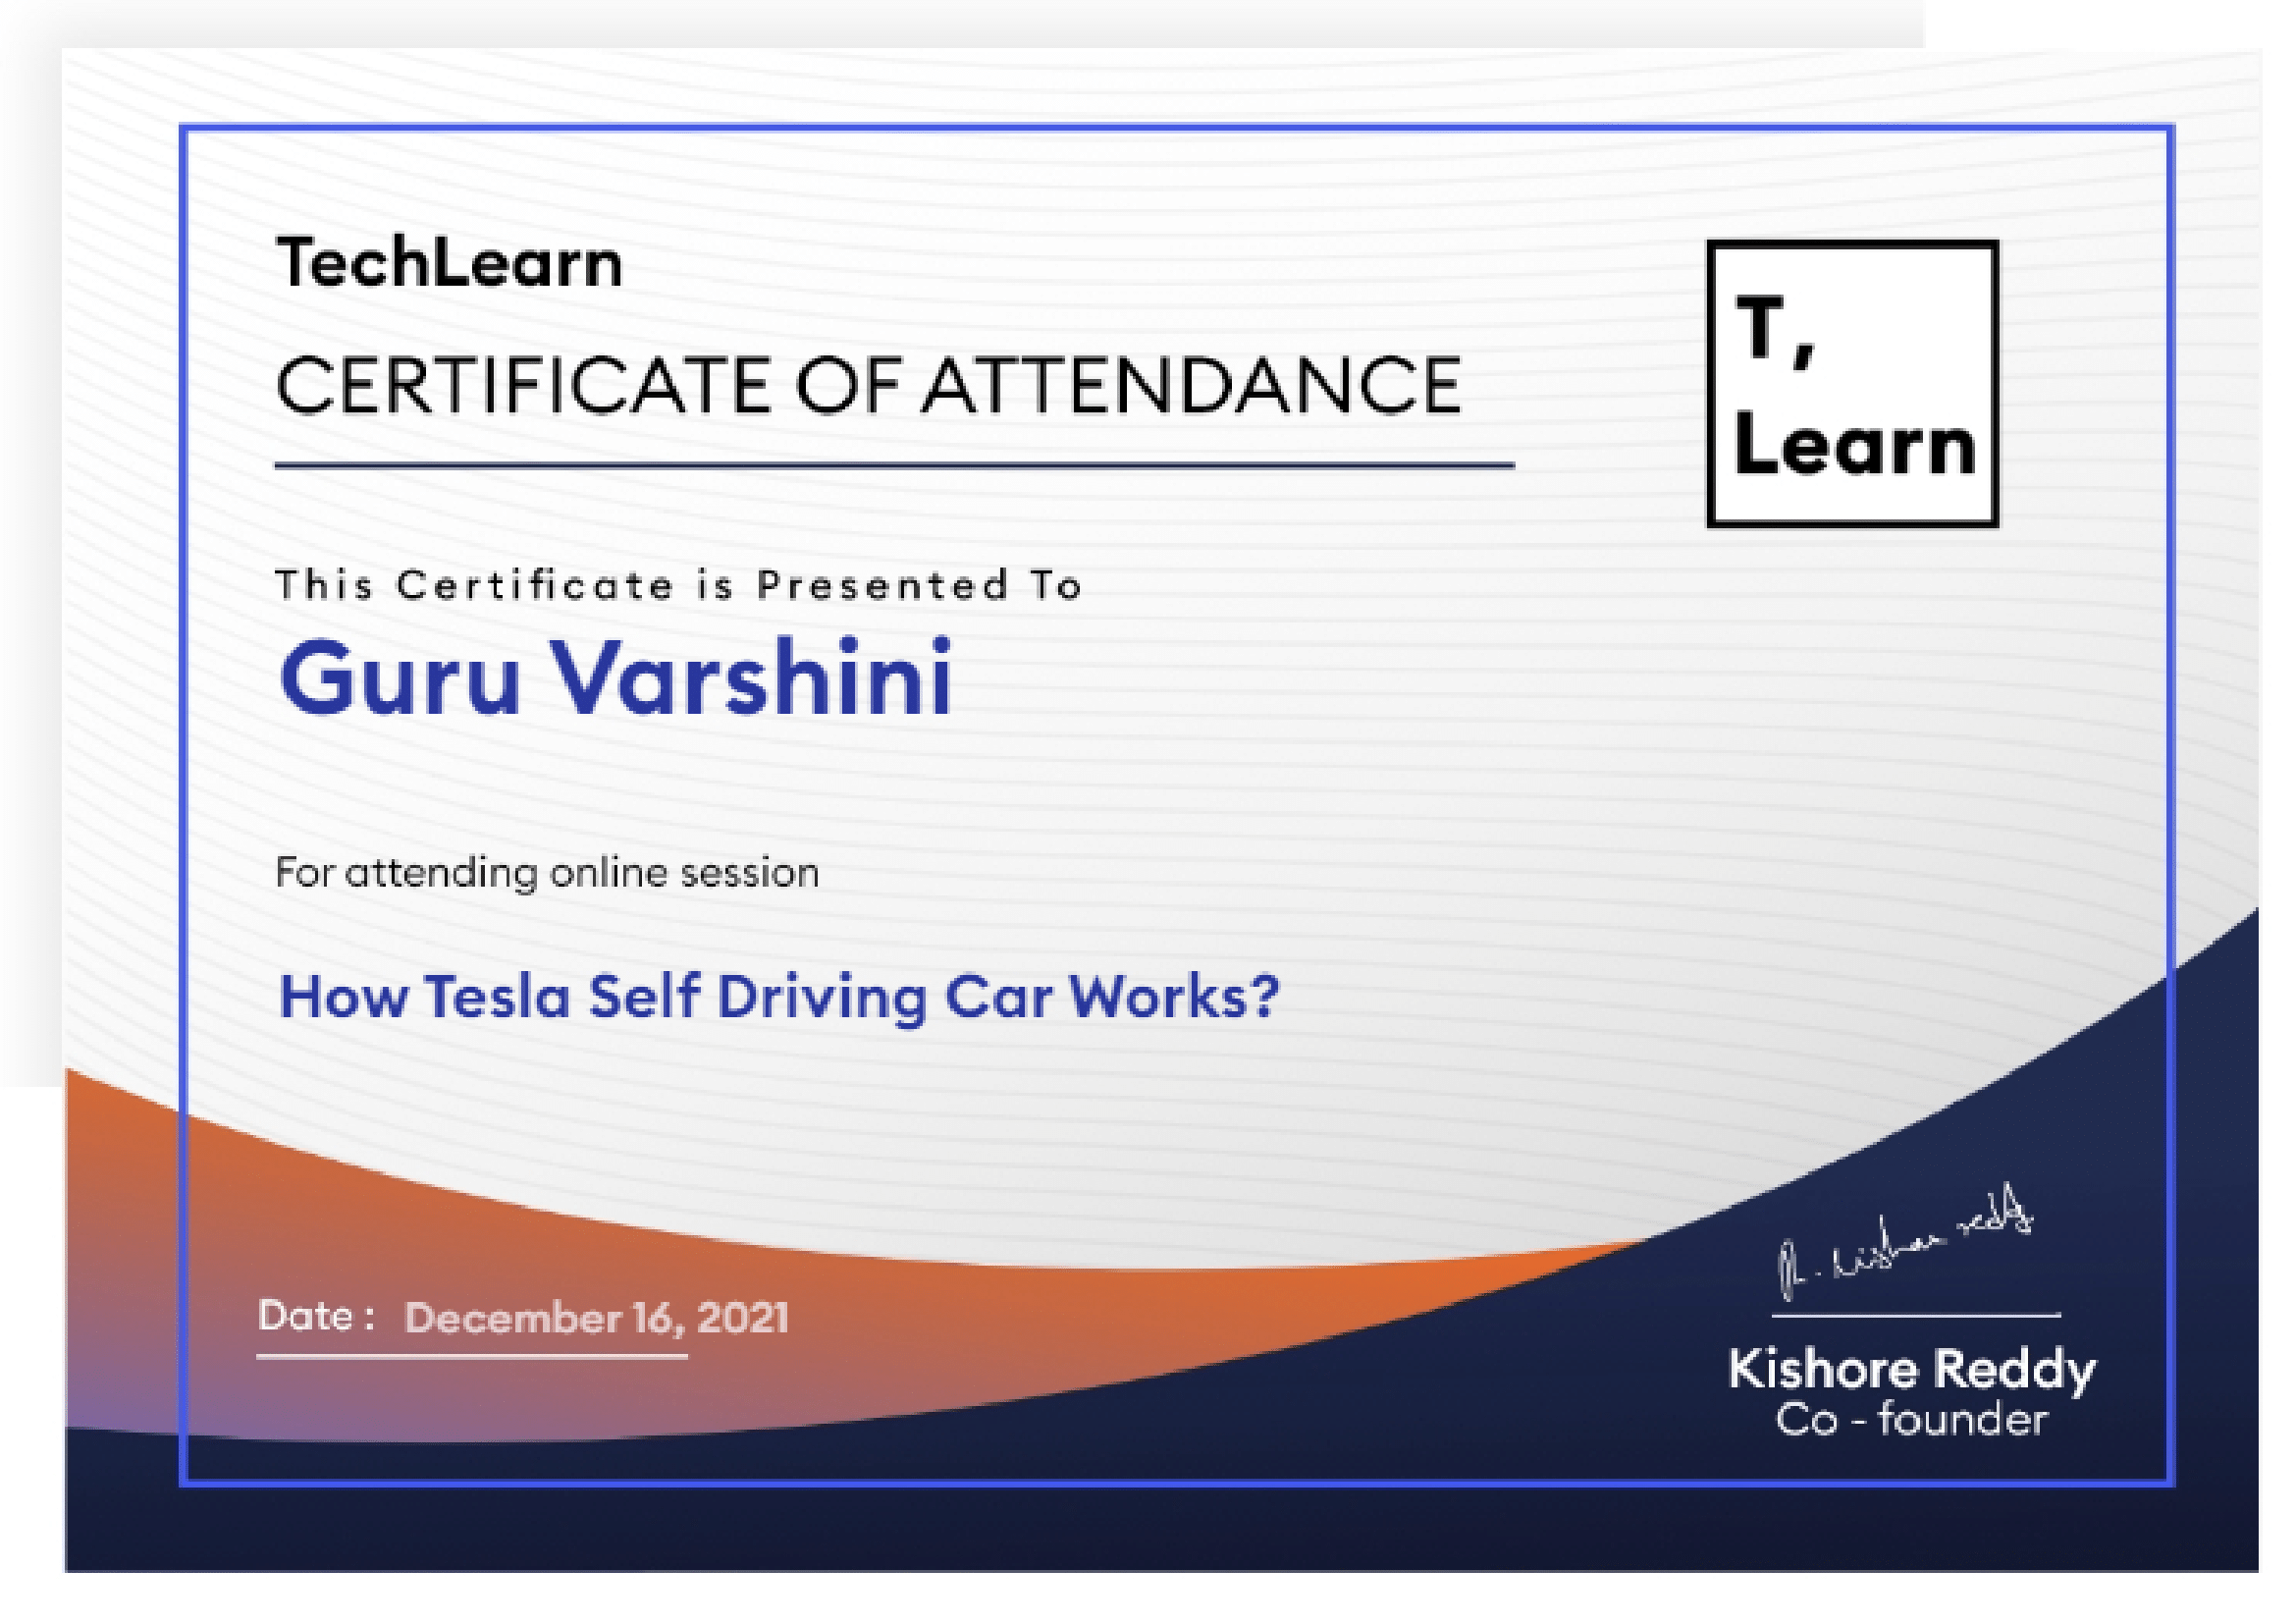 TechLearn
CERTIFICATE OF ATTENDANCE
T,
Learn
This Certificate is Presented To
Guru Varshini
For attending online session
How Tesla Self Driving Car Works?
Date : December 16, 2021
Kishore Reddy
Co - founder